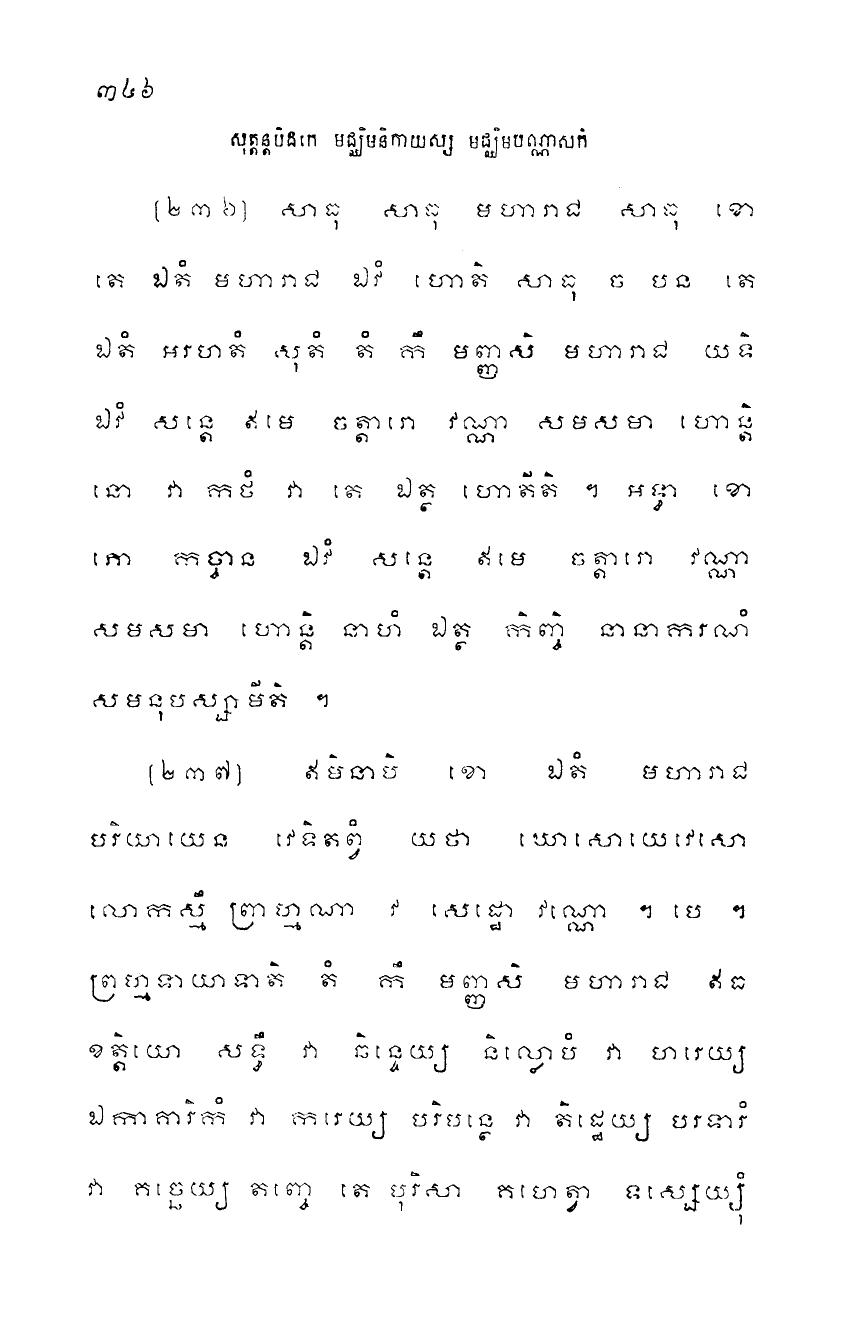 ៣៤៦
សុត្តន្តបិដកេ មជ្ឈិមនិកាយស្ស មជ្ឈិមបណ្ណាសកំ
[២៣៦] សាធុ សាធុ មហារាជ សាធុ ខោ
តេ ឯតំ មហារាជ ឯវំ ហោតិ សាធុ ច បន តេ
ឯតំ អរហតំ សុតំ តំ កឹ មញ្ញសិ មហារាជ យទិ
ឯវំ សន្តេ ឥមេ ចត្តារោ វណ្ណា សមសមា ហោន្តិ
នោ វា កថំ វា តេ ឯត្ថ ហោតីតិ ។ អទ្ធា ខោ
ភោ កច្ចាន ឯវំ សន្តេ ឥមេ ចត្តារោ វណ្ណា
សមសមា ហោន្តិ នាហំ ឯត្ថ កិញ្ចិ នានាករណំ
សមនុបស្សាមីតិ ។
[២៣៧] ឥមិនាបិ ខោ ឯតំ មហារាជ
បរិយាយេន វេទិតព្វំ យថា ឃោសោយេវេសោ
លោកស្មឹ ព្រាហ្មណា វ សេដ្ឋោ វណ្ណោ ។ បេ ។
ព្រហ្មទាយាទាតិ តំ កឹ មញ្ញសិ មហារាជ ឥធ
ខត្តិយោ សន្ធឹ វា ឆិន្ទេយ្យ និល្លោបំ វា ហរេយ្យ
ឯកាគារិកំ វា ករេយ្យ បរិបន្ថេ វា តិដ្ឋេយ្យ បរទារំ
វា គច្ឆេយ្យ តញ្ចេ តេ បុរិសា គហេត្វា ទស្សេយ្យុំ